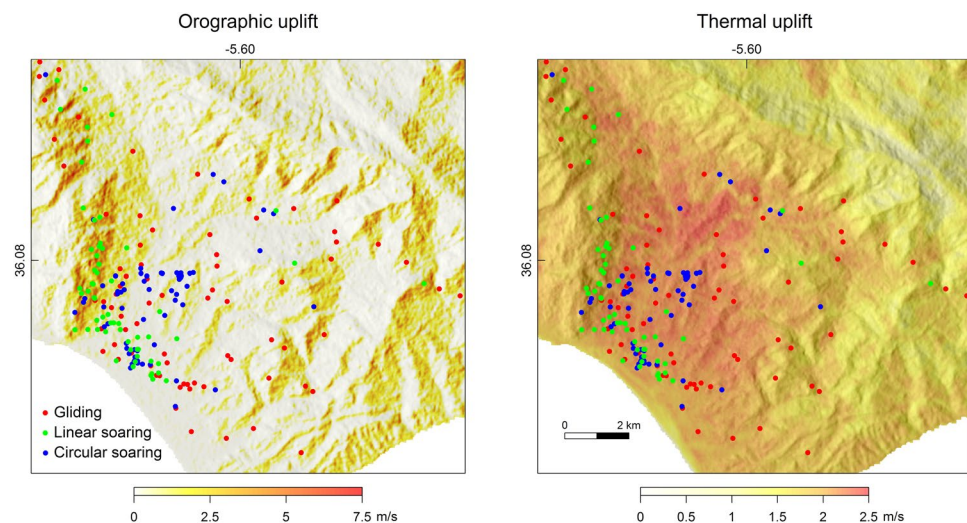 Orographic uplift
-5.60
36.08
Gliding
Linear soaring
Circular soaring
0 2.5 5 7.5 m/s
Thermal uplift
-5.60
36.08
0 2 km
0 0.5 1 1.5 2 2.5 m/s